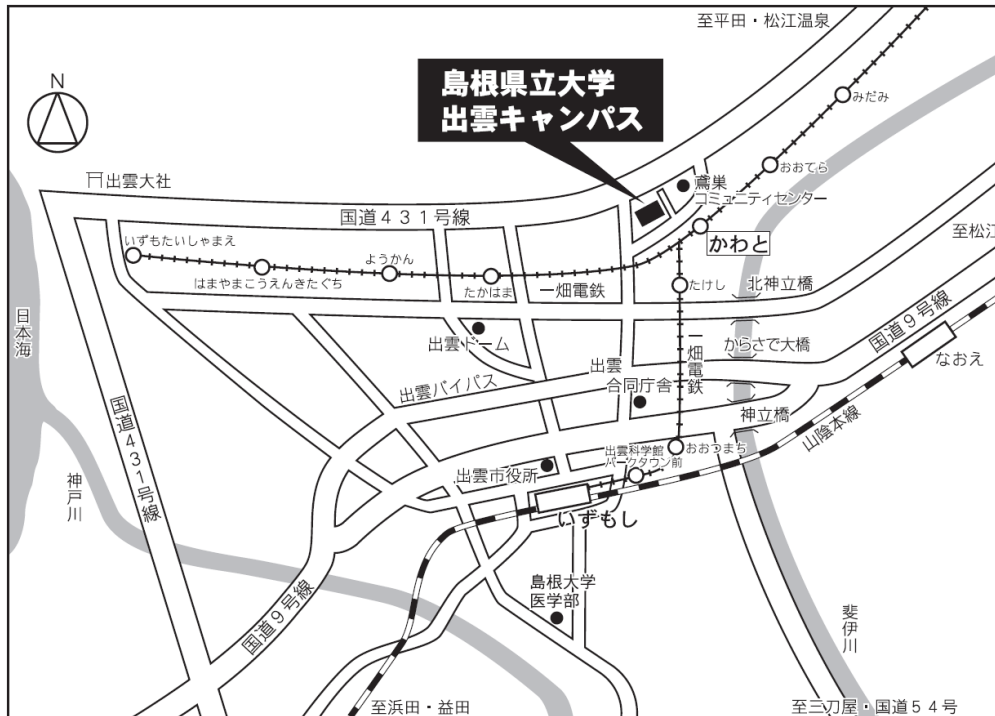 至平田・松江温泉
N
島根県立大学
出雲キャンパス
みだみ
おおてら
出雲大社
鳶巣
コミュニティセンター
国道431号線
かわと
至松江
いずもたいしゃまえ
はまやまこうえんきたぐち
ようかん
たかはま
一畑電鉄
たけし
北神立橋
日本海
出雲ドーム
一畑電鉄
からさで大橋
国道9号線
なおえ
出雲バイパス
出雲
合同庁舎
神立橋
山陰本線
国道431号線
神戸川
出雲市役所
出雲科学館
パークタウン前
おおつまち
いずもし
島根大学
医学部
国道9号線
斐伊川
至浜田・益田
至三刀屋・国道54号